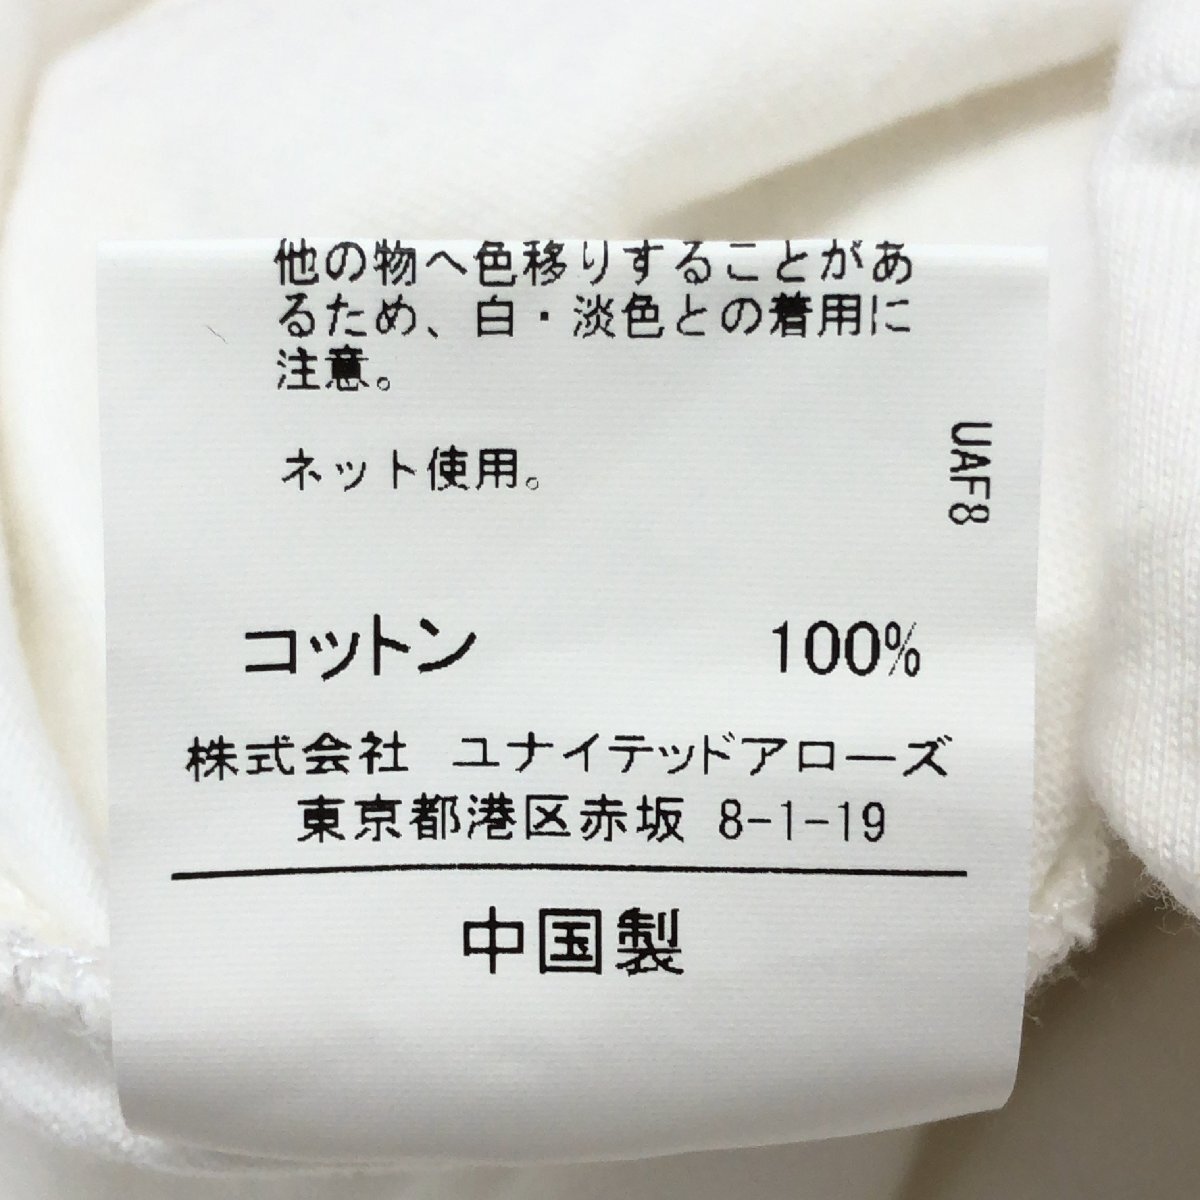 他の物へ色移りすることがあ
るため、白・淡色との着用に
注意。
ネット使用。
UAF8
コットン 100%
株式会社 ユナイテッドアローズ
東京都港区赤坂 8-1-19
中国製